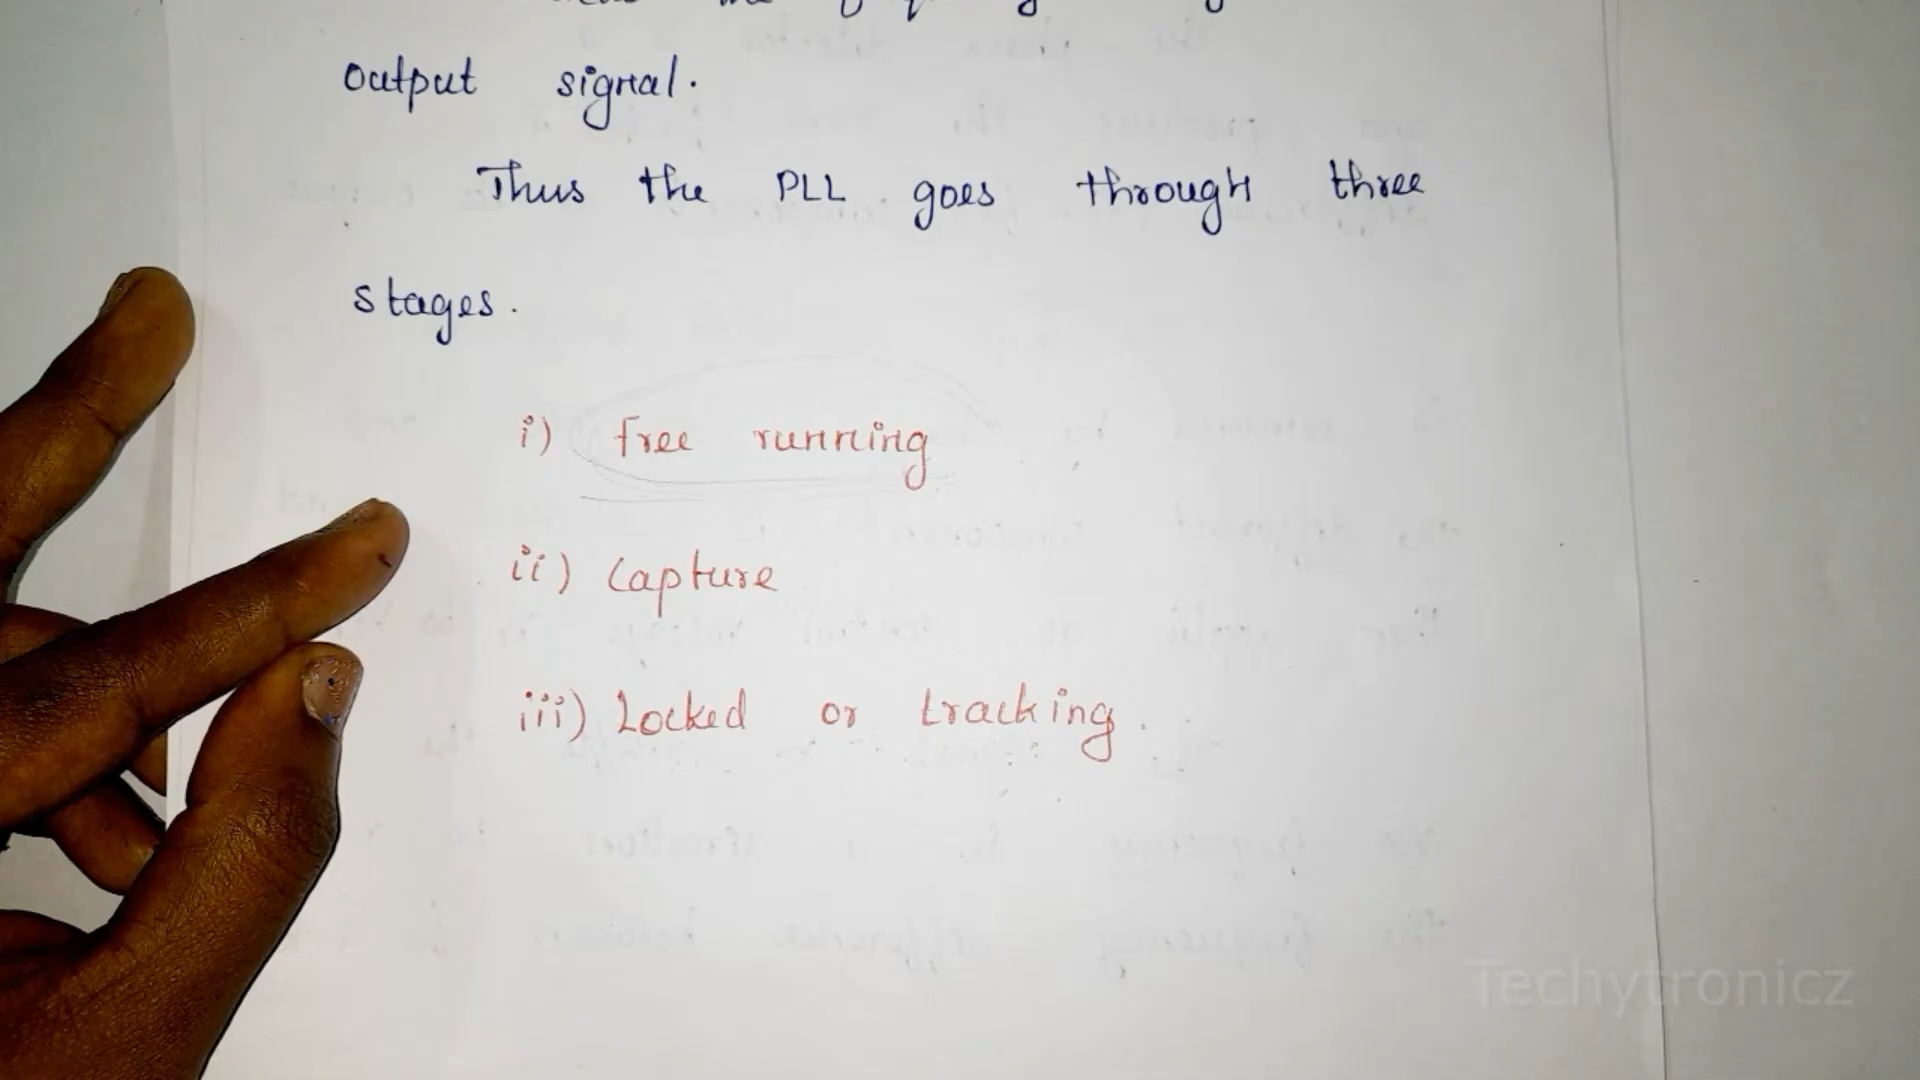 output signal.
Thus the PLL goes through three
stages.
i) free running
ii) Capture
iii) Locked or tracking.
Techytronicz